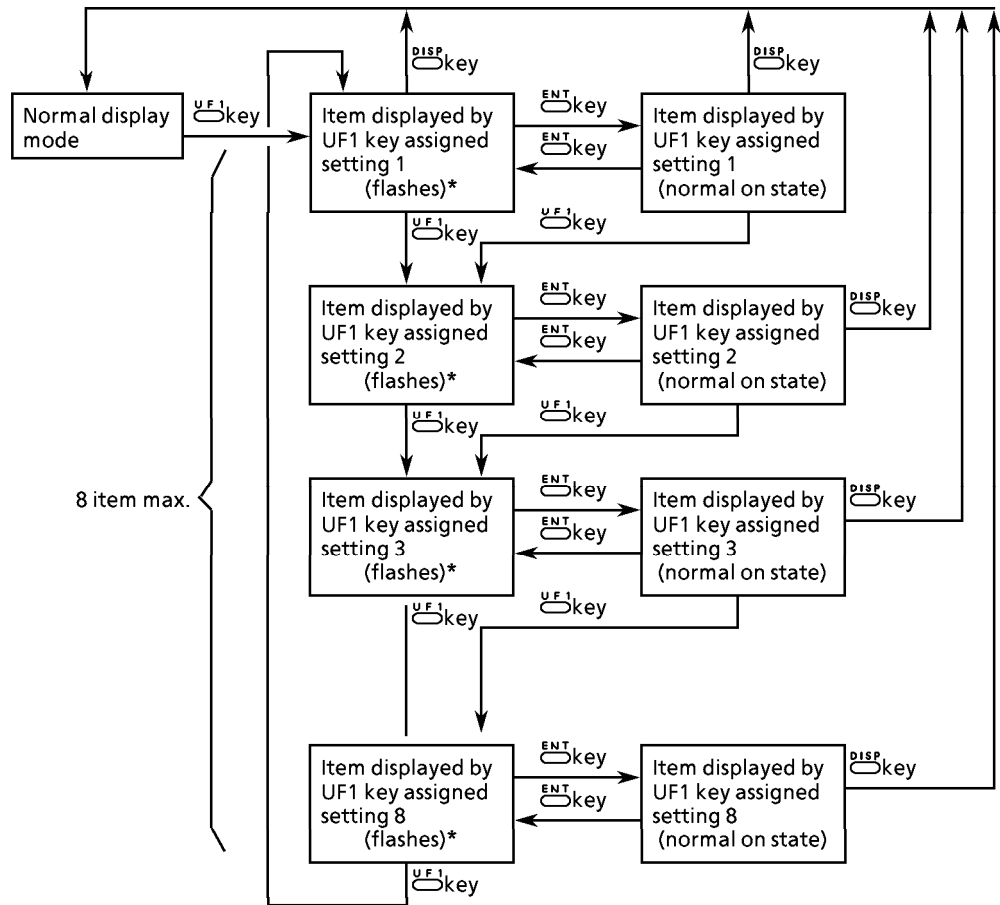 DISP key
DISP key
Normal display
mode
UF1 key
Item displayed by
UF1 key assigned
setting 1
(flashes)*
ENT key
ENT key
Item displayed by
UF1 key assigned
setting 1
(normal on state)
UF1 key
UF1 key
Item displayed by
UF1 key assigned
setting 2
(flashes)*
ENT key
ENT key
Item displayed by
UF1 key assigned
setting 2
(normal on state)
DISP key
UF1 key
UF1 key
8 item max.
Item displayed by
UF1 key assigned
setting 3
(flashes)*
ENT key
ENT key
Item displayed by
UF1 key assigned
setting 3
(normal on state)
DISP key
UF1 key
UF1 key
Item displayed by
UF1 key assigned
setting 8
(flashes)*
ENT key
ENT key
Item displayed by
UF1 key assigned
setting 8
(normal on state)
DISP key
UF1 key